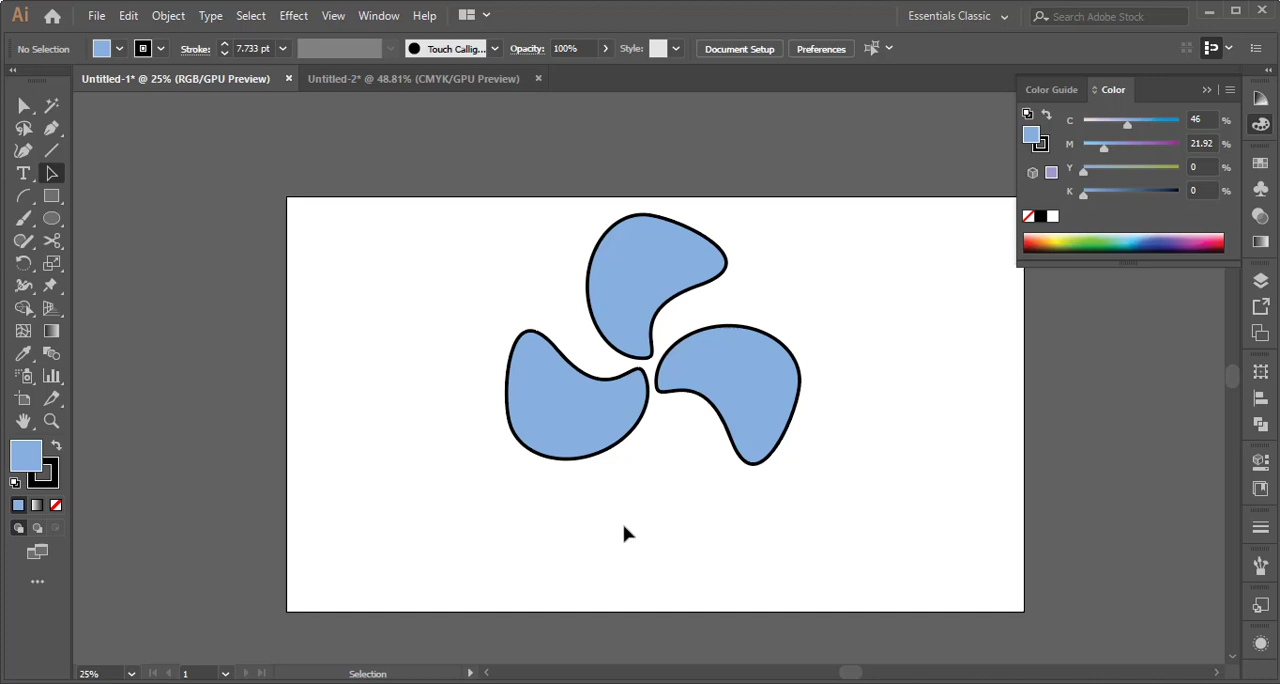 Ai File Edit Object Type Select Effect View Window Help Essentials Classic Search Adobe Stock
No Selection Stroke: 7.733 pt Touch Callig... Opacity: 100% Style: Document Setup Preferences
Untitled-1* @ 25% (RGB/GPU Preview) × Untitled-2* @ 48.81% (CMYK/GPU Preview) ×
Color Guide Color
C 46 %
M 21.92 %
Y 0 %
K 0 %
25% 1 Selection